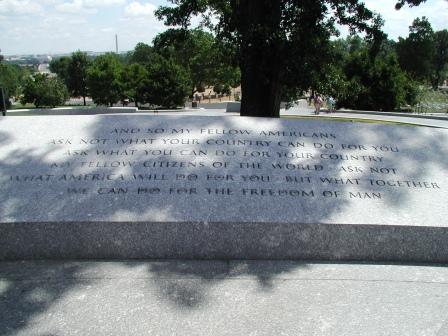 AND SO MY FELLOW AMERICANS
ASK NOT WHAT YOUR COUNTRY CAN DO FOR YOU
ASK WHAT YOU CAN DO FOR YOUR COUNTRY
MY FELLOW CITIZENS OF THE WORLD ASK NOT
WHAT AMERICA WILL DO FOR YOU BUT WHAT TOGETHER
WE CAN DO FOR THE FREEDOM OF MAN